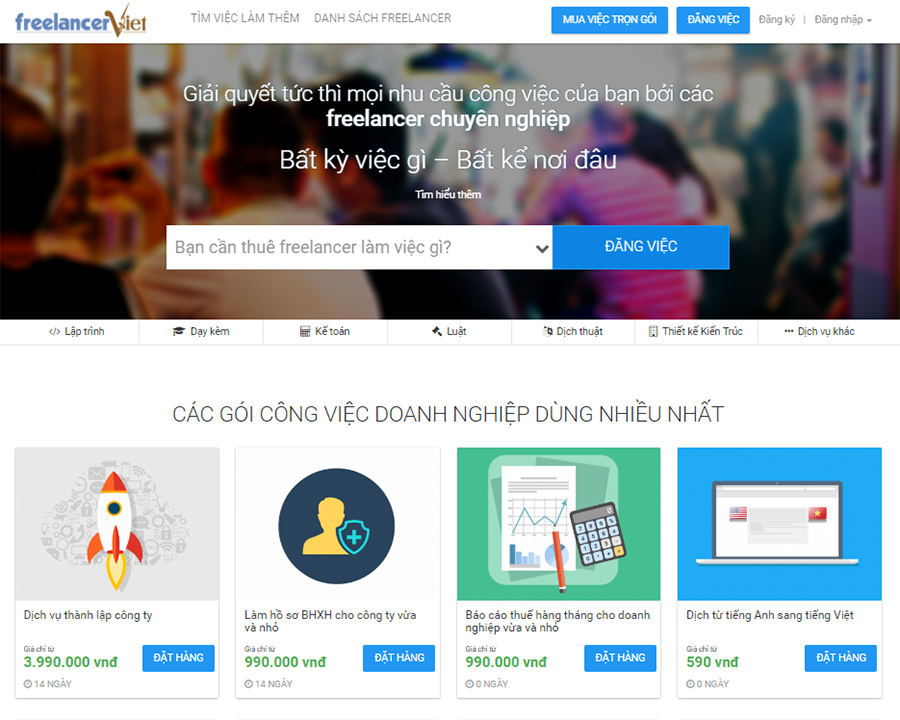 freelancerViet
TÌM VIỆC LÀM THÊM DANH SÁCH FREELANCER MUA VIỆC TRỌN GÓI ĐĂNG VIỆC Đăng ký | Đăng nhập
Giải quyết tức thì mọi nhu cầu công việc của bạn bởi các
freelancer chuyên nghiệp
Bất kỳ việc gì – Bất kể nơi đâu
Tìm hiểu thêm
Bạn cần thuê freelancer làm việc gì? ĐĂNG VIỆC
</> Lập trình Dạy kèm Kế toán Luật Dịch thuật Thiết kế Kiến Trúc Dịch vụ khác
CÁC GÓI CÔNG VIỆC DOANH NGHIỆP DÙNG NHIỀU NHẤT
Dịch vụ thành lập công ty
Giá chỉ từ
3.990.000 vnđ
ĐẶT HÀNG
14 NGÀY
Làm hồ sơ BHXH cho công ty vừa
và nhỏ
Giá chỉ từ
990.000 vnđ
ĐẶT HÀNG
14 NGÀY
Báo cáo thuế hàng tháng cho doanh
nghiệp vừa và nhỏ
Giá chỉ từ
990.000 vnđ
ĐẶT HÀNG
0 NGÀY
Dịch từ tiếng Anh sang tiếng Việt
Giá chỉ từ
590 vnđ
ĐẶT HÀNG
0 NGÀY